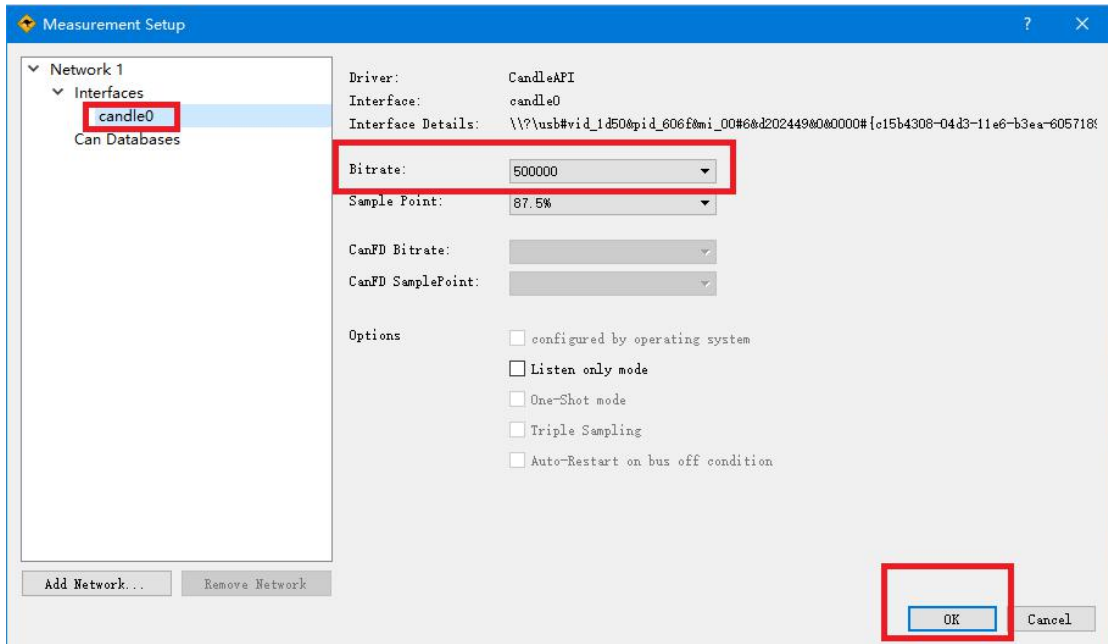 Measurement Setup
Network 1
Interfaces
candle0
Can Databases
Driver: CandleAPI
Interface: candle0
Interface Details: \\?\usb#vid_1d50&pid_606f&mi_00#6&d202449&0&0000#{c15b4308-04d3-11e6-b3ea-6057189
Bitrate: 500000
Sample Point: 87.5%
CanFD Bitrate:
CanFD SamplePoint:
Options
configured by operating system
Listen only mode
One-Shot mode
Triple Sampling
Auto-Restart on bus off condition
Add Network... Remove Network
OK Cancel